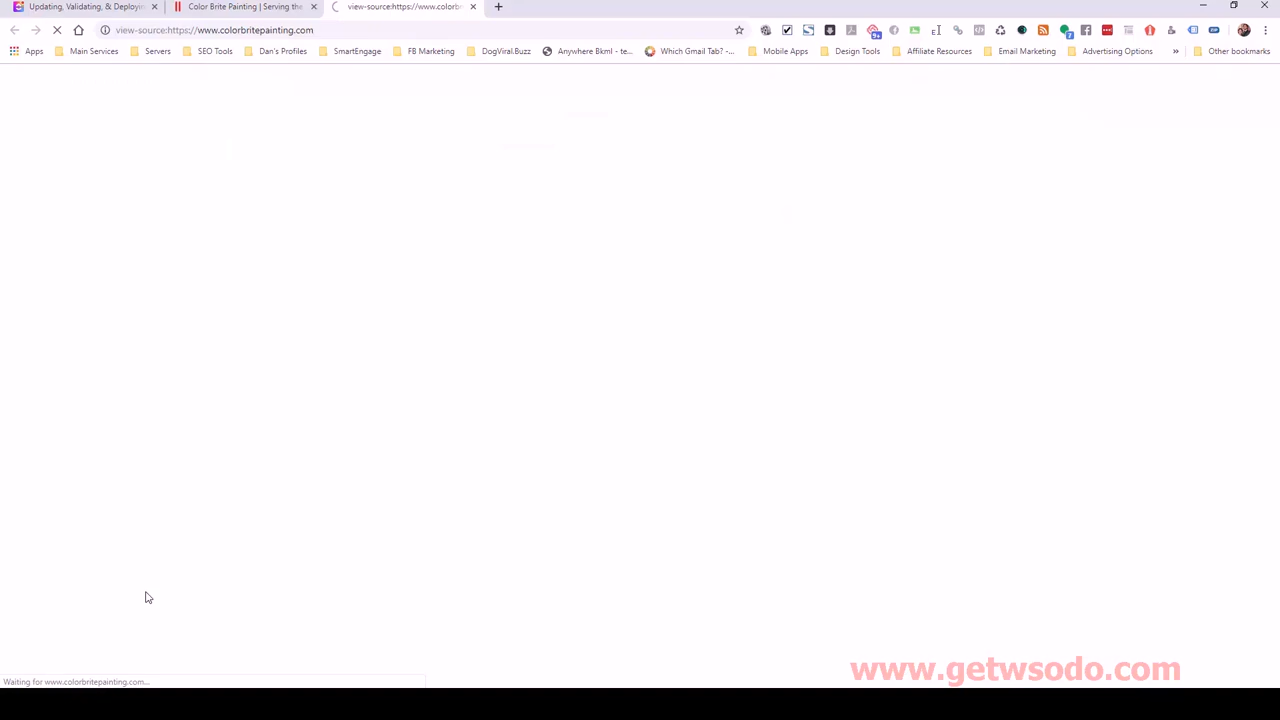 Updating, Validating, & Deployin
Color Brite Painting | Serving the
view-source:https://www.colorb
view-source:https://www.colorbritepainting.com
Apps
Main Services
Servers
SEO Tools
Dan's Profiles
SmartEngage
FB Marketing
DogViral.Buzz
Anywhere Bkml - te...
Which Gmail Tab? -...
Mobile Apps
Design Tools
Affiliate Resources
Email Marketing
Advertising Options
»
Other bookmarks
www.getwsodo.com
Waiting for www.colorbritepainting.com...